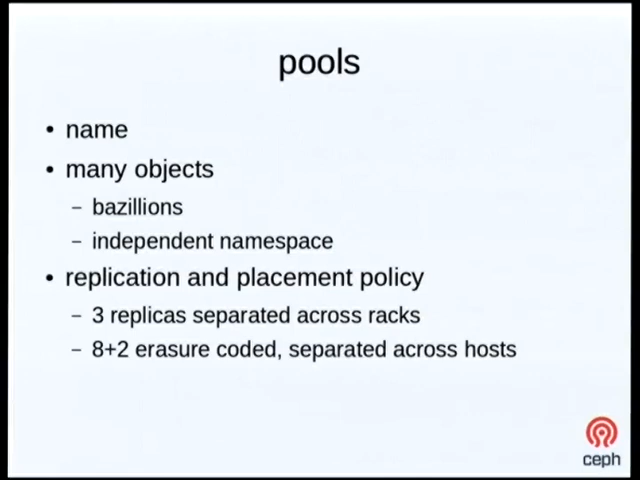 pools
• name
• many objects
– bazillions
– independent namespace
• replication and placement policy
– 3 replicas separated across racks
– 8+2 erasure coded, separated across hosts
ceph